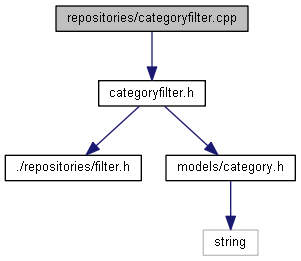 repositories/categoryfilter.cpp
categoryfilter.h
./repositories/filter.h
models/category.h
string